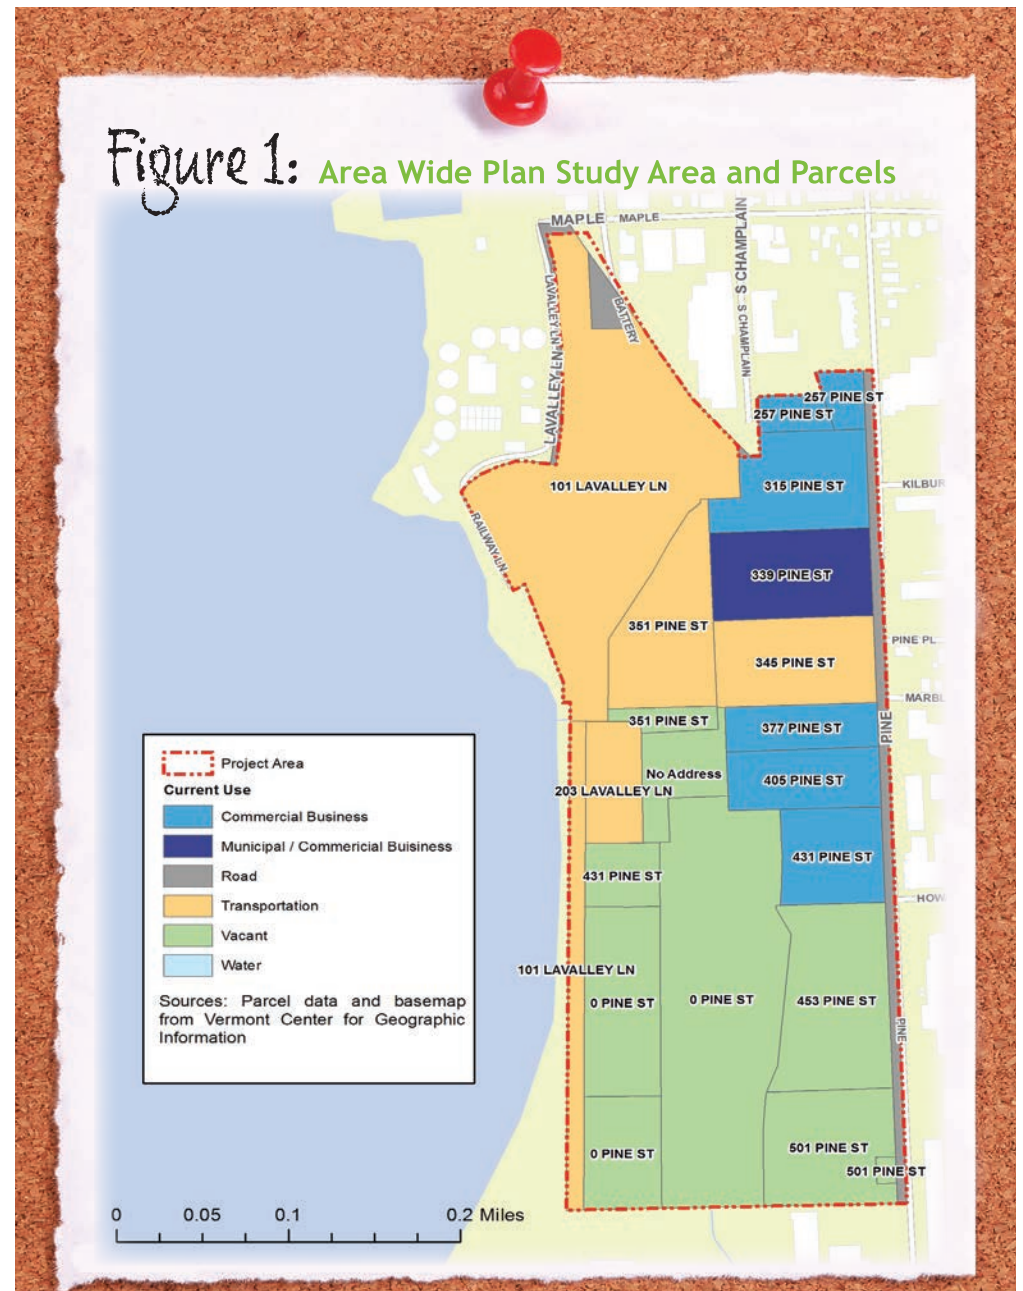 Figure 1: Area Wide Plan Study Area and Parcels
MAPLE
MAPLE
S CHAMPLAIN
S CHAMPLAIN
LAVALLEY LN
LAVALLEY LN
BATTERY
257 PINE ST
257 PINE ST
101 LAVALLEY LN
315 PINE ST
KILBUR
RAILWAY LN
339 PINE ST
351 PINE ST
PINE PL
345 PINE ST
MARBL
351 PINE ST
377 PINE ST
PINE
No Address
405 PINE ST
203 LAVALLEY LN
431 PINE ST
431 PINE ST
HOW
101 LAVALLEY LN
0 PINE ST
0 PINE ST
453 PINE ST
PINE
0 PINE ST
501 PINE ST
501 PINE ST
Project Area
Current Use
Commercial Business
Municipal / Commericial Buisiness
Road
Transportation
Vacant
Water
Sources: Parcel data and basemap
from Vermont Center for Geographic
Information
0 0.05 0.1 0.2 Miles